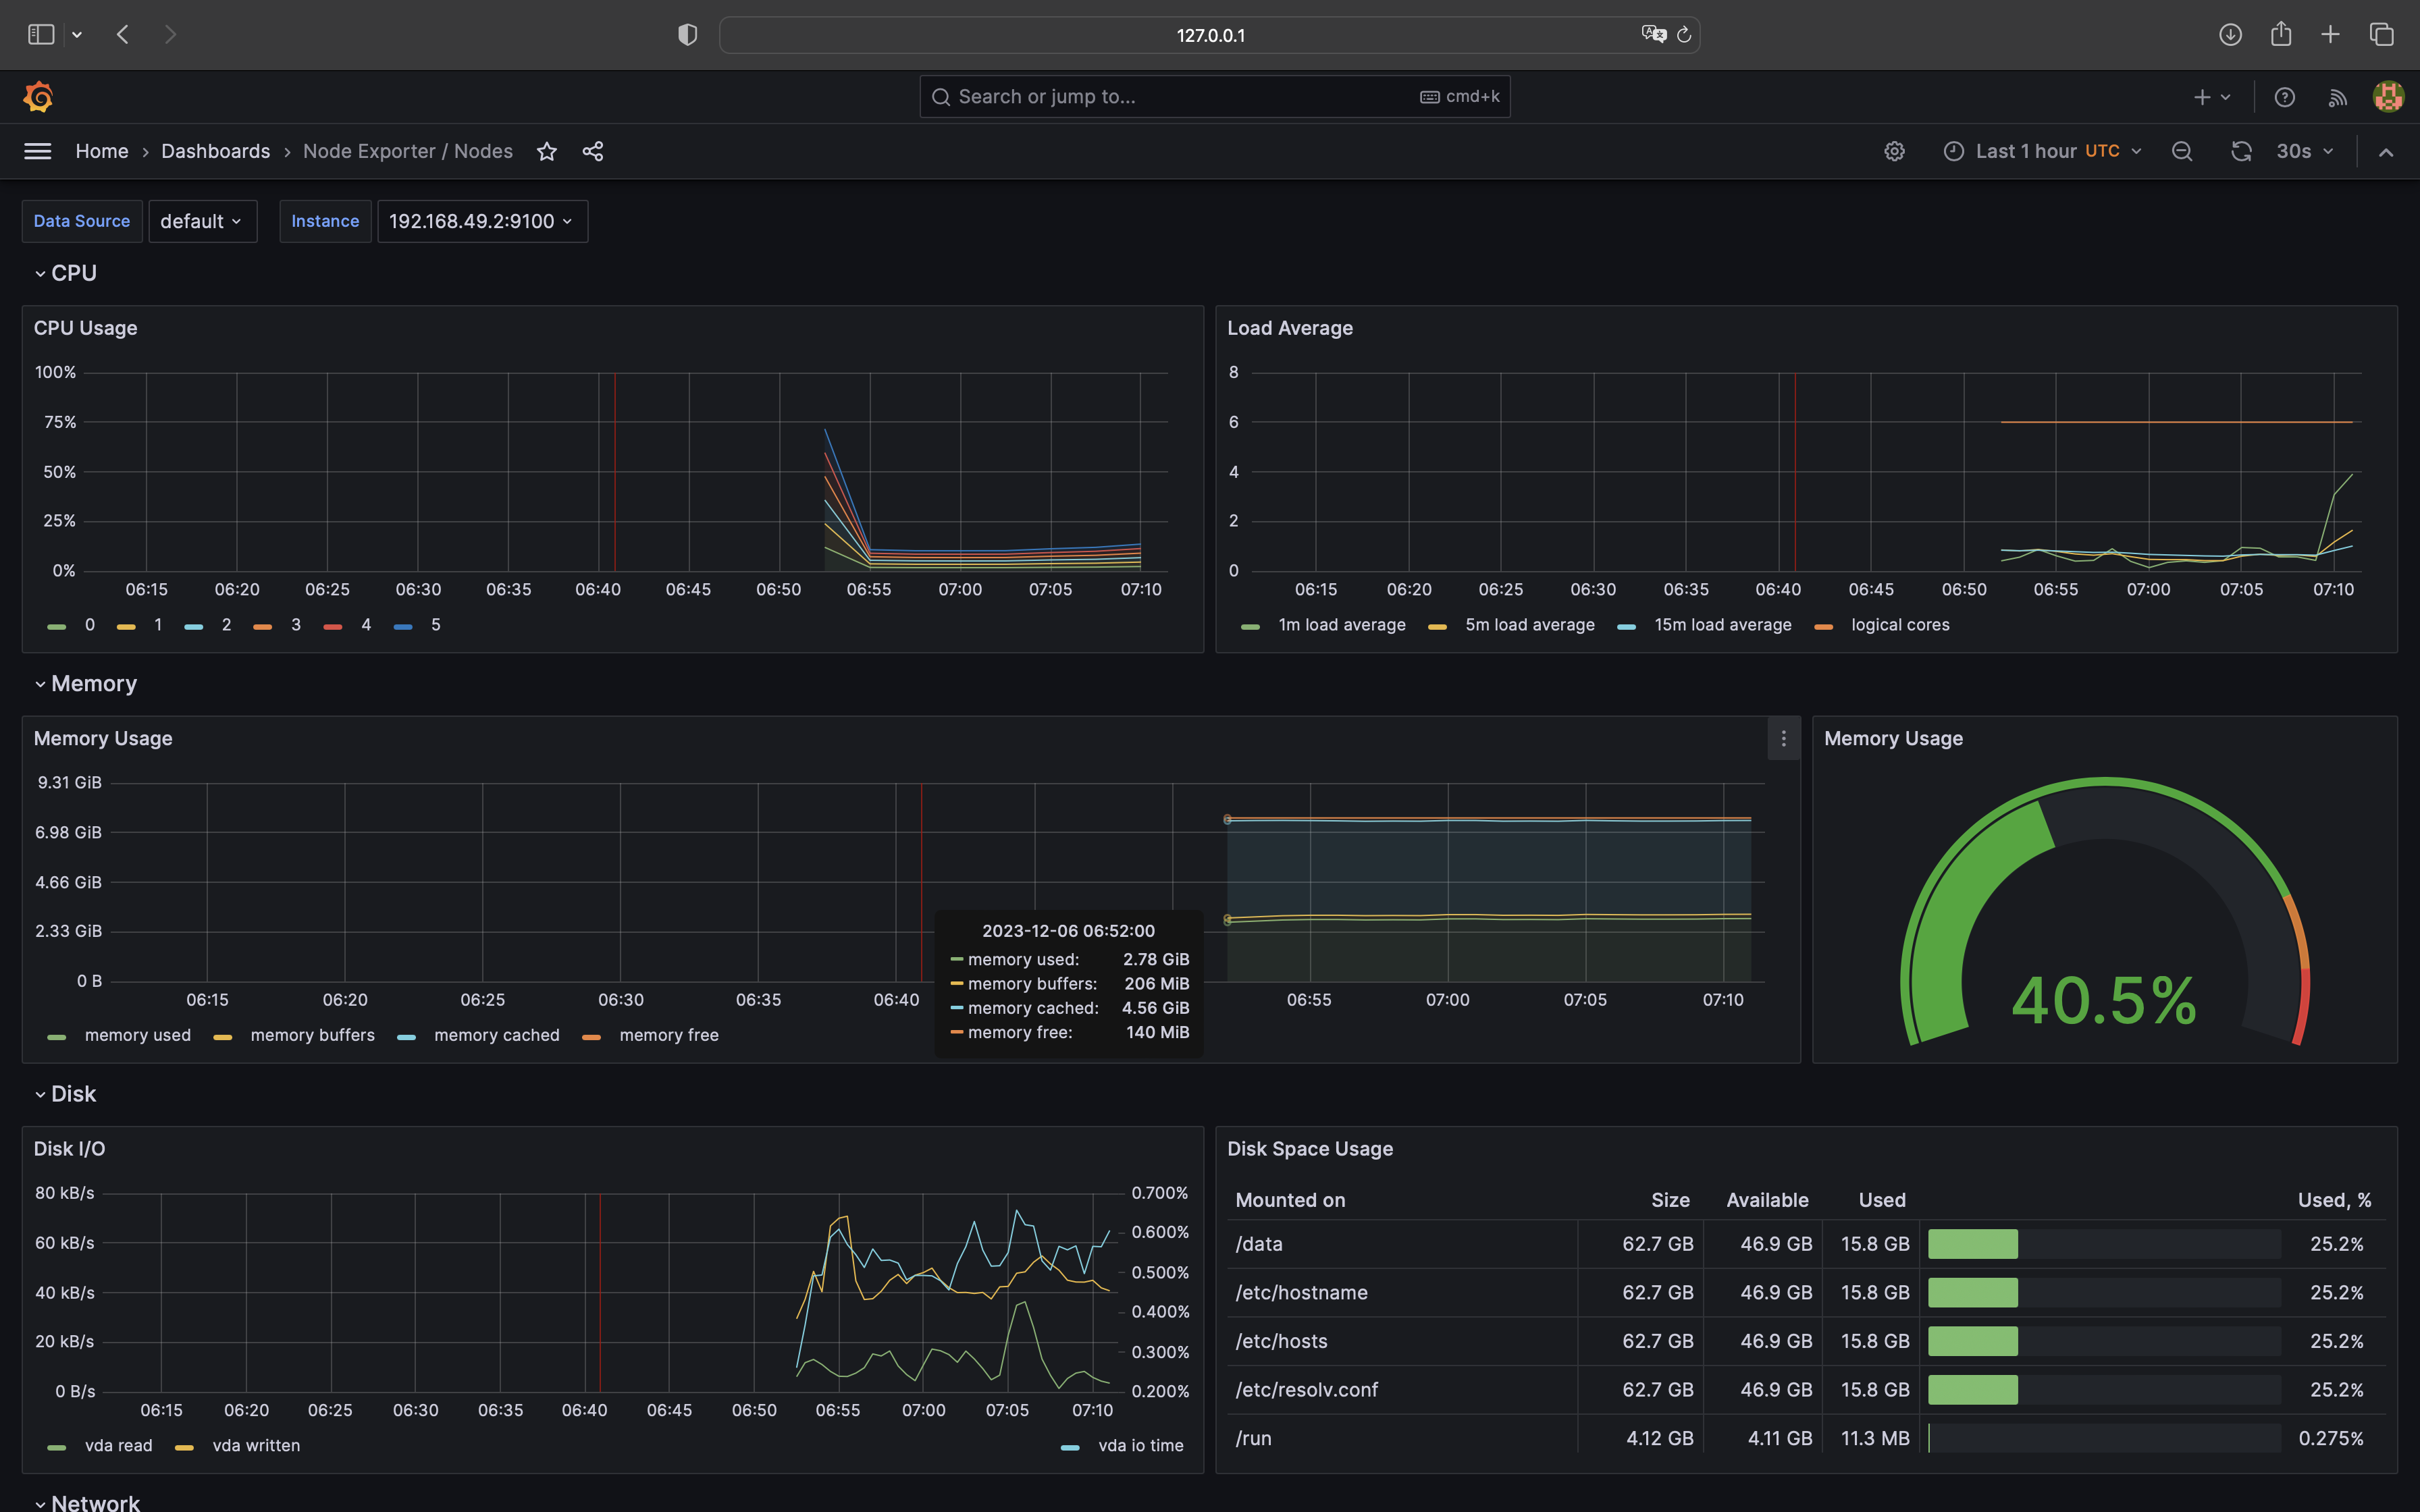 127.0.0.1
Search or jump to... cmd+k
Home › Dashboards › Node Exporter / Nodes Last 1 hour UTC 30s
Data Source default Instance 192.168.49.2:9100
CPU
CPU Usage
100%
75%
50%
25%
0%
06:15 06:20 06:25 06:30 06:35 06:40 06:45 06:50 06:55 07:00 07:05 07:10
0 1 2 3 4 5
Load Average
8
6
4
2
0
06:15 06:20 06:25 06:30 06:35 06:40 06:45 06:50 06:55 07:00 07:05 07:10
1m load average 5m load average 15m load average logical cores
Memory
Memory Usage
9.31 GiB
6.98 GiB
4.66 GiB
2.33 GiB
0 B
06:15 06:20 06:25 06:30 06:35 06:40 06:55 07:00 07:05 07:10
2023-12-06 06:52:00
memory used: 2.78 GiB
memory buffers: 206 MiB
memory cached: 4.56 GiB
memory free: 140 MiB
memory used memory buffers memory cached memory free
Memory Usage
40.5%
Disk
Disk I/O
80 kB/s
60 kB/s
40 kB/s
20 kB/s
0 B/s
0.700%
0.600%
0.500%
0.400%
0.300%
0.200%
06:15 06:20 06:25 06:30 06:35 06:40 06:45 06:50 06:55 07:00 07:05 07:10
vda read vda written vda io time
Disk Space Usage
Mounted on Size Available Used Used, %
/data 62.7 GB 46.9 GB 15.8 GB 25.2%
/etc/hostname 62.7 GB 46.9 GB 15.8 GB 25.2%
/etc/hosts 62.7 GB 46.9 GB 15.8 GB 25.2%
/etc/resolv.conf 62.7 GB 46.9 GB 15.8 GB 25.2%
/run 4.12 GB 4.11 GB 11.3 MB 0.275%
Network